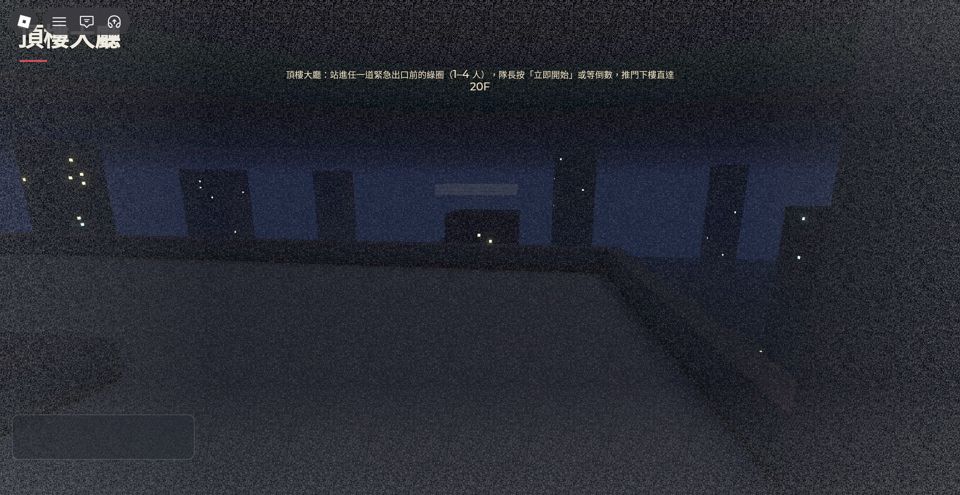 頂樓大廳
頂樓大廳：站進任一道緊急出口前的綠圈（1–4 人），隊長按「立即開始」或等倒數，推門下樓直達
20F